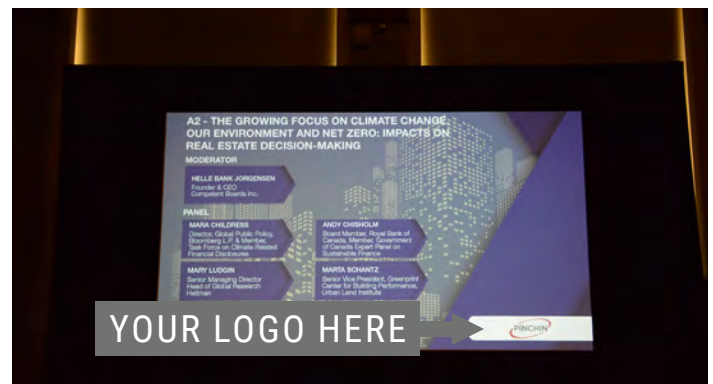 A2 - THE GROWING FOCUS ON CLIMATE CHANGE,
OUR ENVIRONMENT AND NET ZERO: IMPACTS ON
REAL ESTATE DECISION-MAKING
MODERATOR
HELLE BANK JORGENSEN
Founder & CEO
Competent Boards Inc.
PANEL
MARA CHILDRESS
Director, Global Public Policy,
Bloomberg L.P. & Member,
Task Force on Climate Related
Financial Disclosures
ANDY CHISHOLM
Board Member, Royal Bank of
Canada, Member, Government
of Canada Expert Panel on
Sustainable Finance
MARY LUDGIN
Senior Managing Director
Head of Global Research
Heitman
MARTA SCHANTZ
Senior Vice President, Greenprint
Center for Building Performance,
Urban Land Institute
YOUR LOGO HERE
PINCHIN